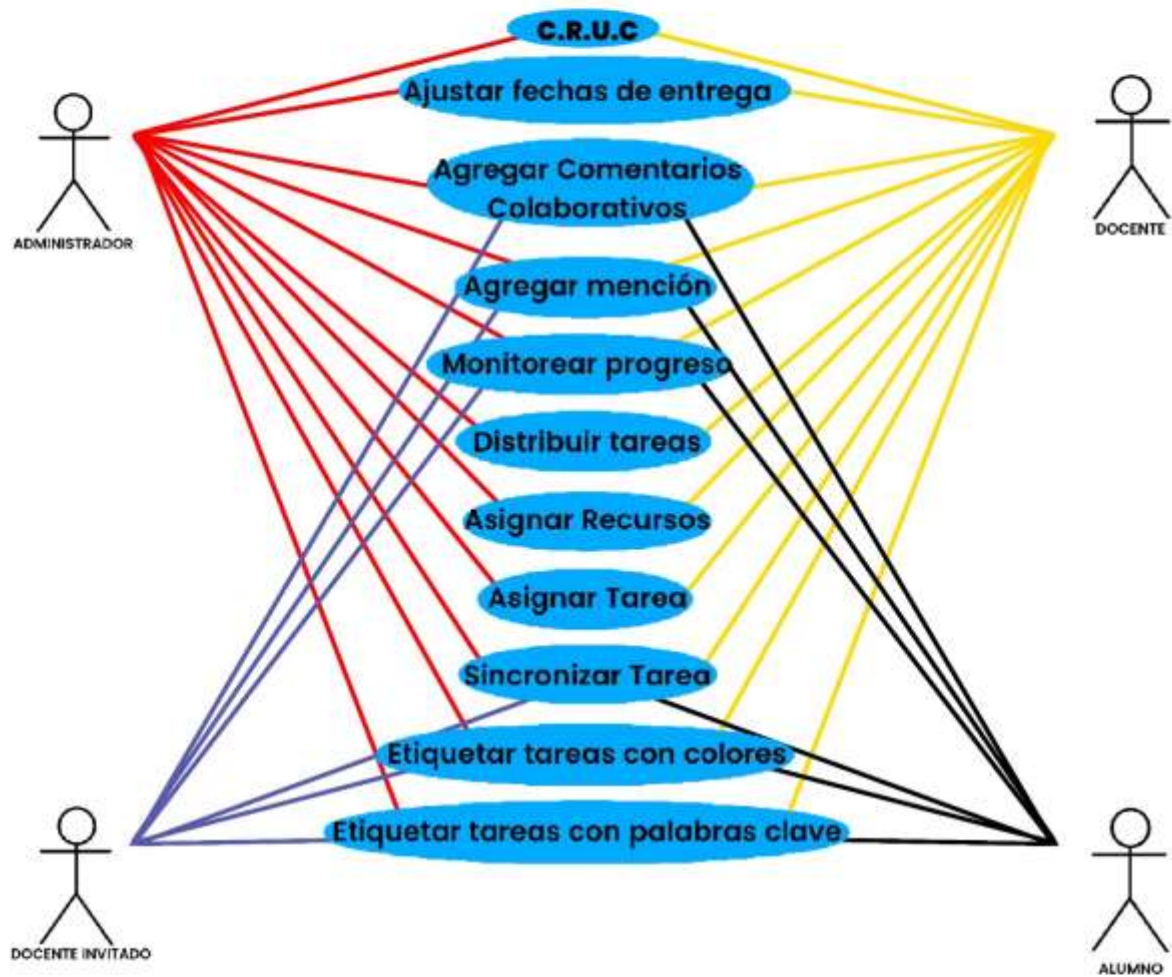 C.R.U.C
Ajustar fechas de entrega
Agregar Comentarios
Colaborativos
ADMINISTRADOR
DOCENTE
Agregar mención
Monitorear progreso
Distribuir tareas
Asignar Recursos
Asignar Tarea
Sincronizar Tarea
Etiquetar tareas con colores
Etiquetar tareas con palabras clave
DOCENTE INVITADO
ALUMNO